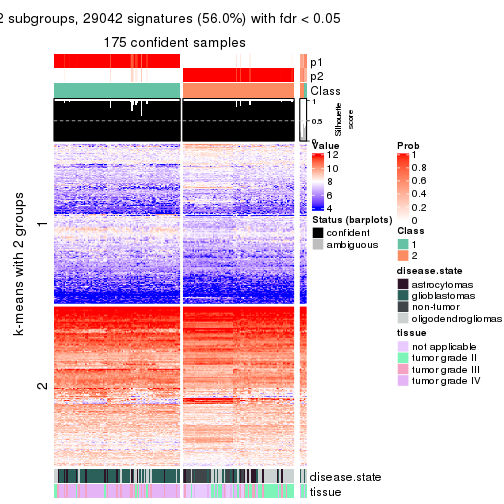 2 subgroups, 29042 signatures (56.0%) with fdr < 0.05
175 confident samples
p1
p2
Class
1
0.5
0
Silhouette
score
k-means with 2 groups
1
2
Value
12
10
8
6
4
Status (barplots)
confident
ambiguous
Prob
1
0.8
0.6
0.4
0.2
0
Class
1
2
disease.state
astrocytomas
glioblastomas
non-tumor
oligodendrogliomas
tissue
not applicable
tumor grade II
tumor grade III
tumor grade IV
disease.state
tissue